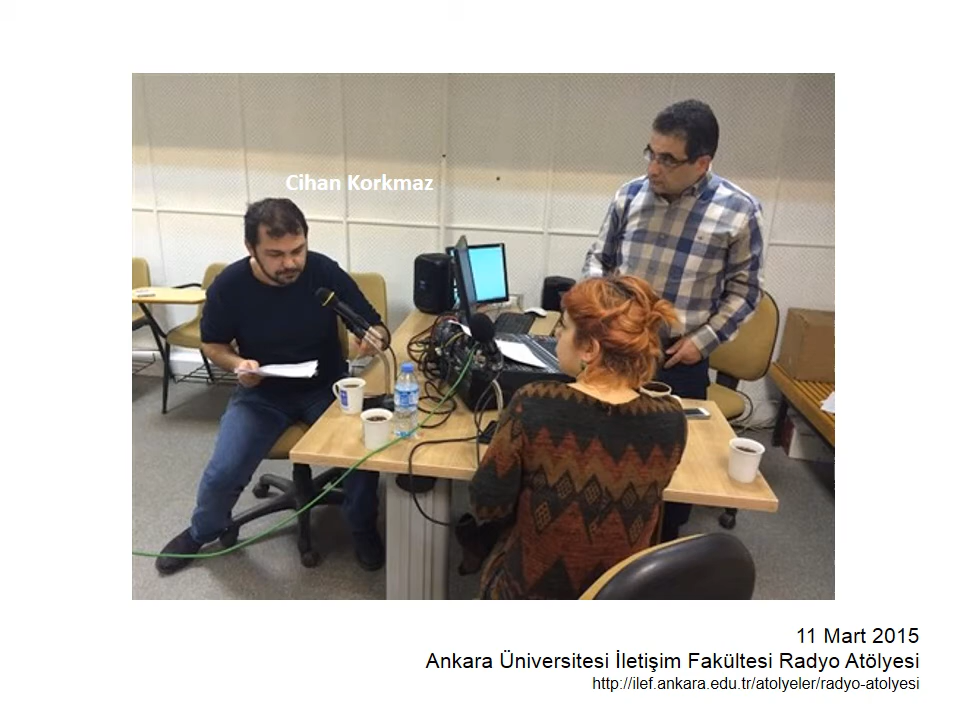 Cihan Korkmaz
11 Mart 2015
Ankara Üniversitesi İletişim Fakültesi Radyo Atölyesi
http://ilef.ankara.edu.tr/atolyeler/radyo-atolyesi